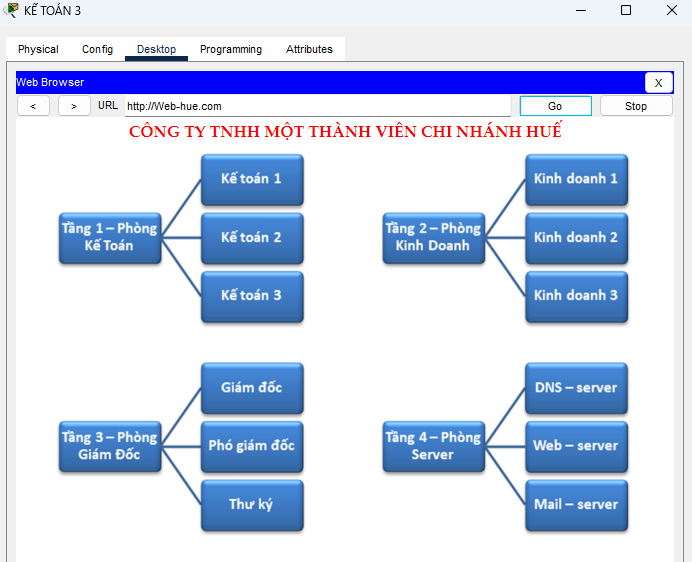 KẾ TOÁN 3
Physical Config Desktop Programming Attributes
Web Browser X
< > URL http://Web-hue.com Go Stop
CÔNG TY TNHH MỘT THÀNH VIÊN CHI NHÁNH HUẾ
Tầng 1 – Phòng
Kế Toán
Kế toán 1
Kế toán 2
Kế toán 3
Tầng 2 – Phòng
Kinh Doanh
Kinh doanh 1
Kinh doanh 2
Kinh doanh 3
Tầng 3 – Phòng
Giám Đốc
Giám đốc
Phó giám đốc
Thư ký
Tầng 4 – Phòng
Server
DNS – server
Web – server
Mail – server